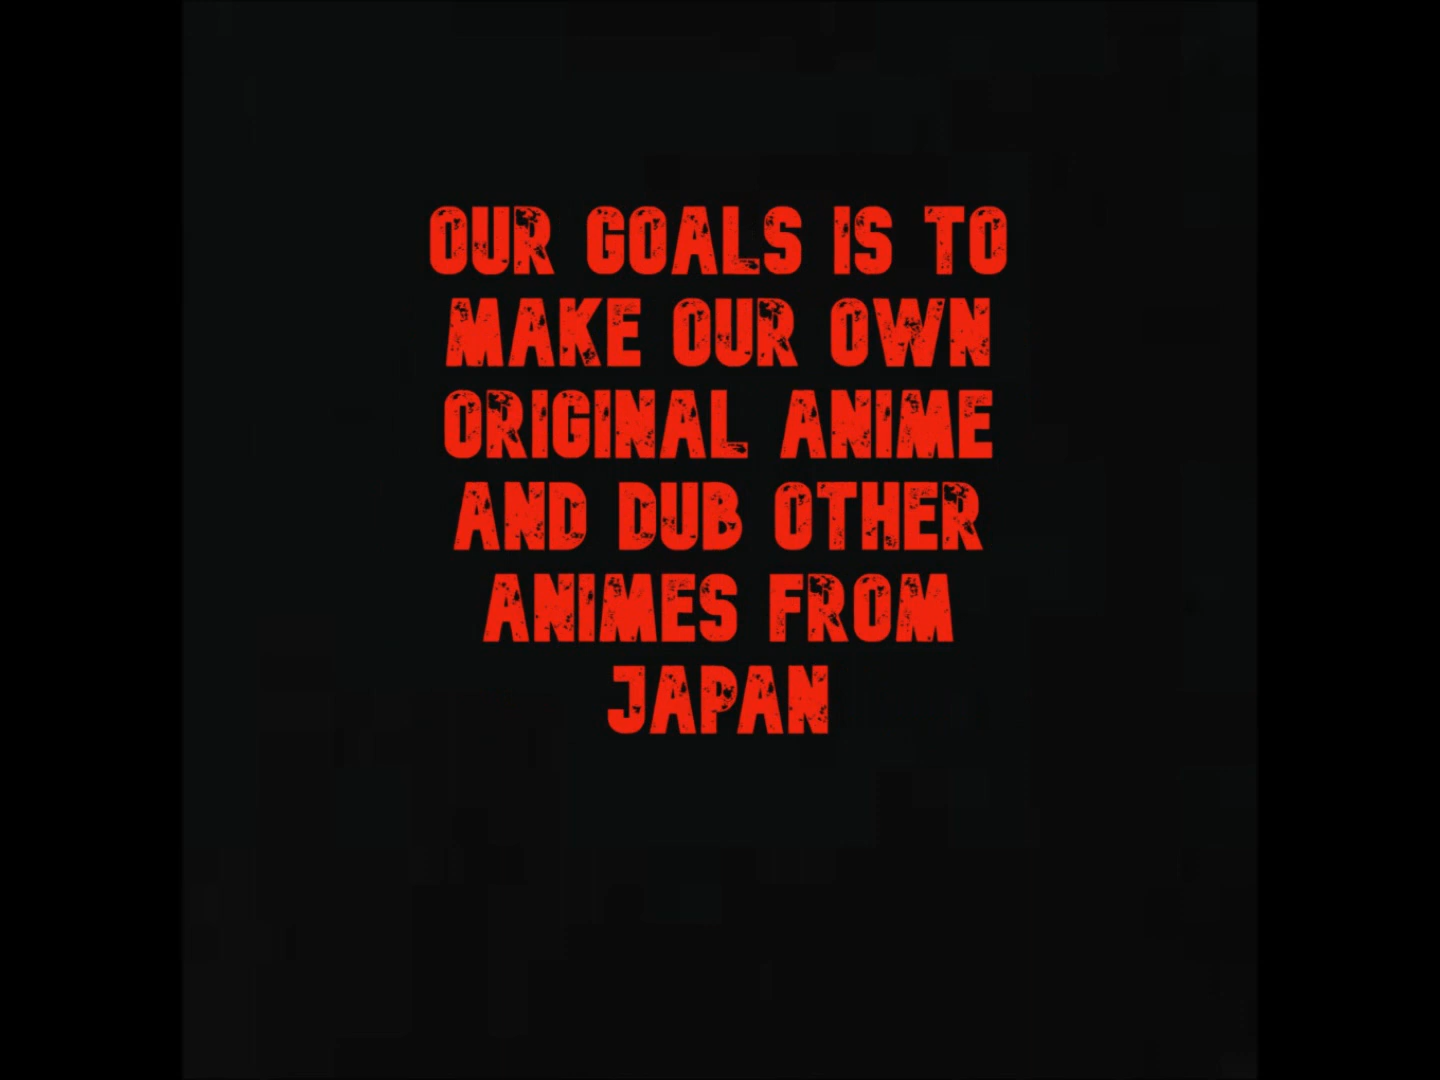 OUR GOALS IS TO
MAKE OUR OWN
ORIGINAL ANIME
AND DUB OTHER
ANIMES FROM
JAPAN